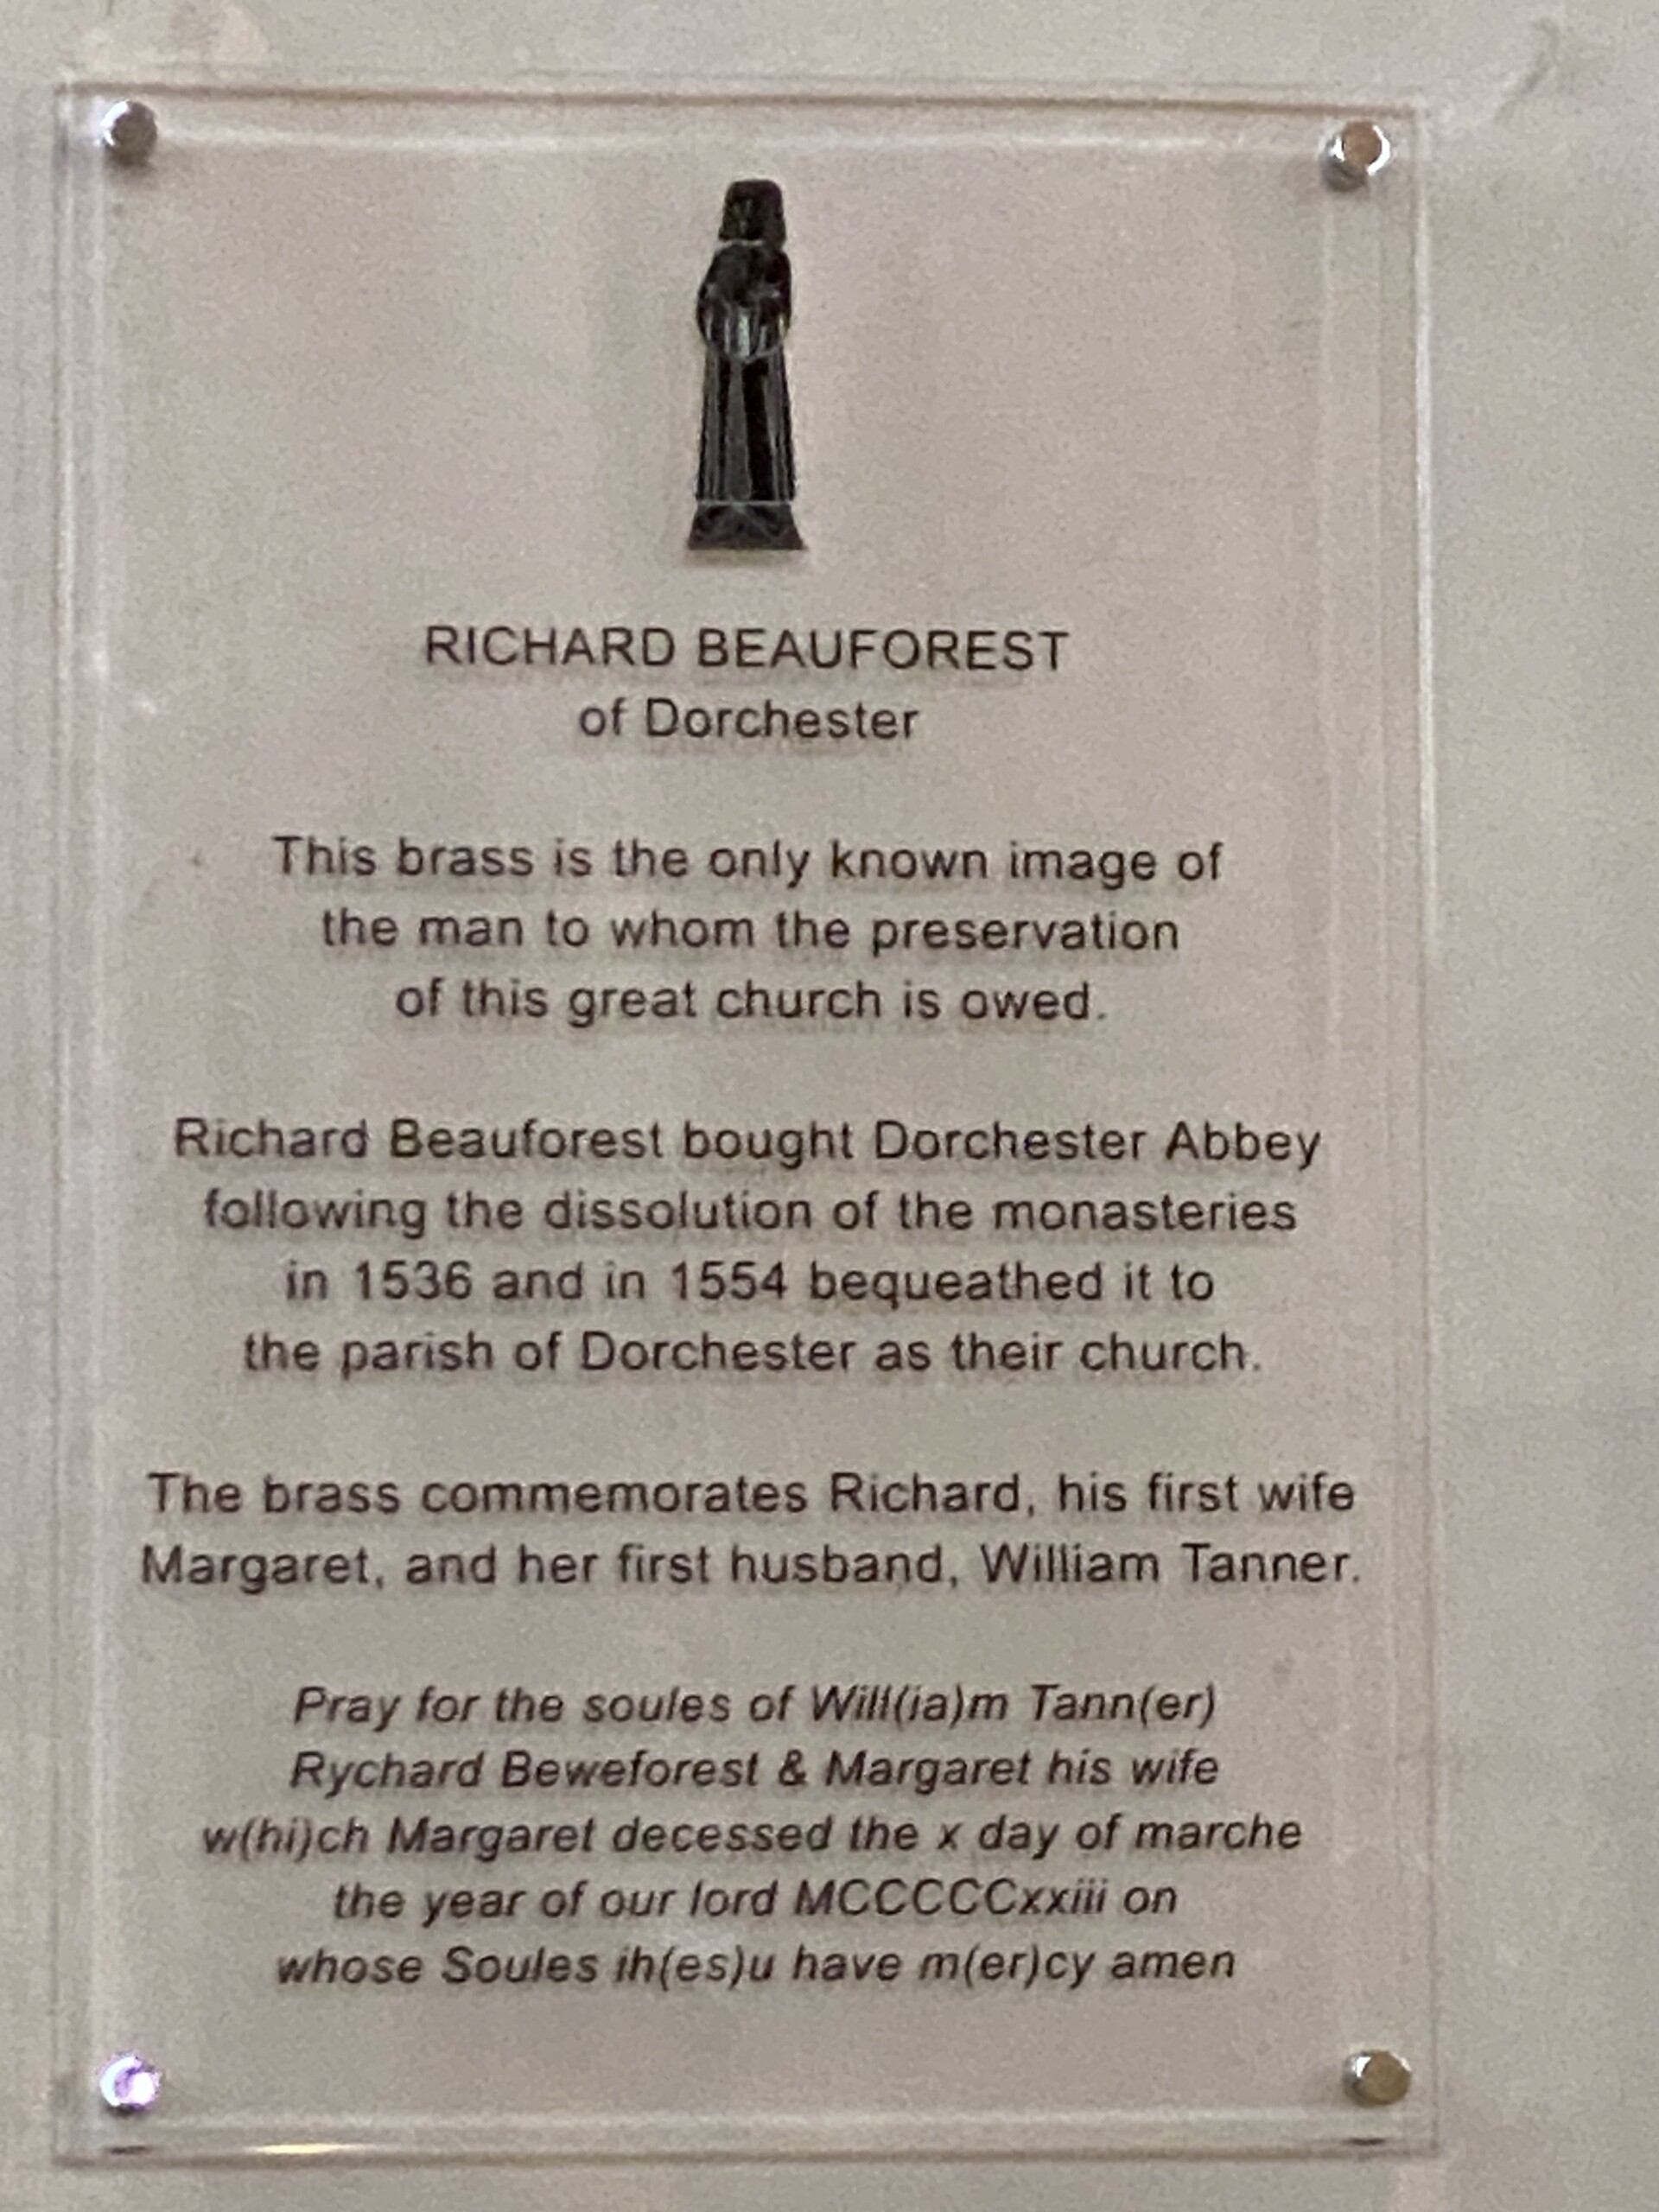 RICHARD BEAUFOREST
of Dorchester
This brass is the only known image of
the man to whom the preservation
of this great church is owed.
Richard Beauforest bought Dorchester Abbey
following the dissolution of the monasteries
in 1536 and in 1554 bequeathed it to
the parish of Dorchester as their church.
The brass commemorates Richard, his first wife
Margaret, and her first husband, William Tanner.
Pray for the soules of Will(ia)m Tann(er)
Rychard Beweforest & Margaret his wife
w(hi)ch Margaret decessed the x day of marche
the year of our lord MCCCCCxxiii on
whose Soules ih(es)u have m(er)cy amen